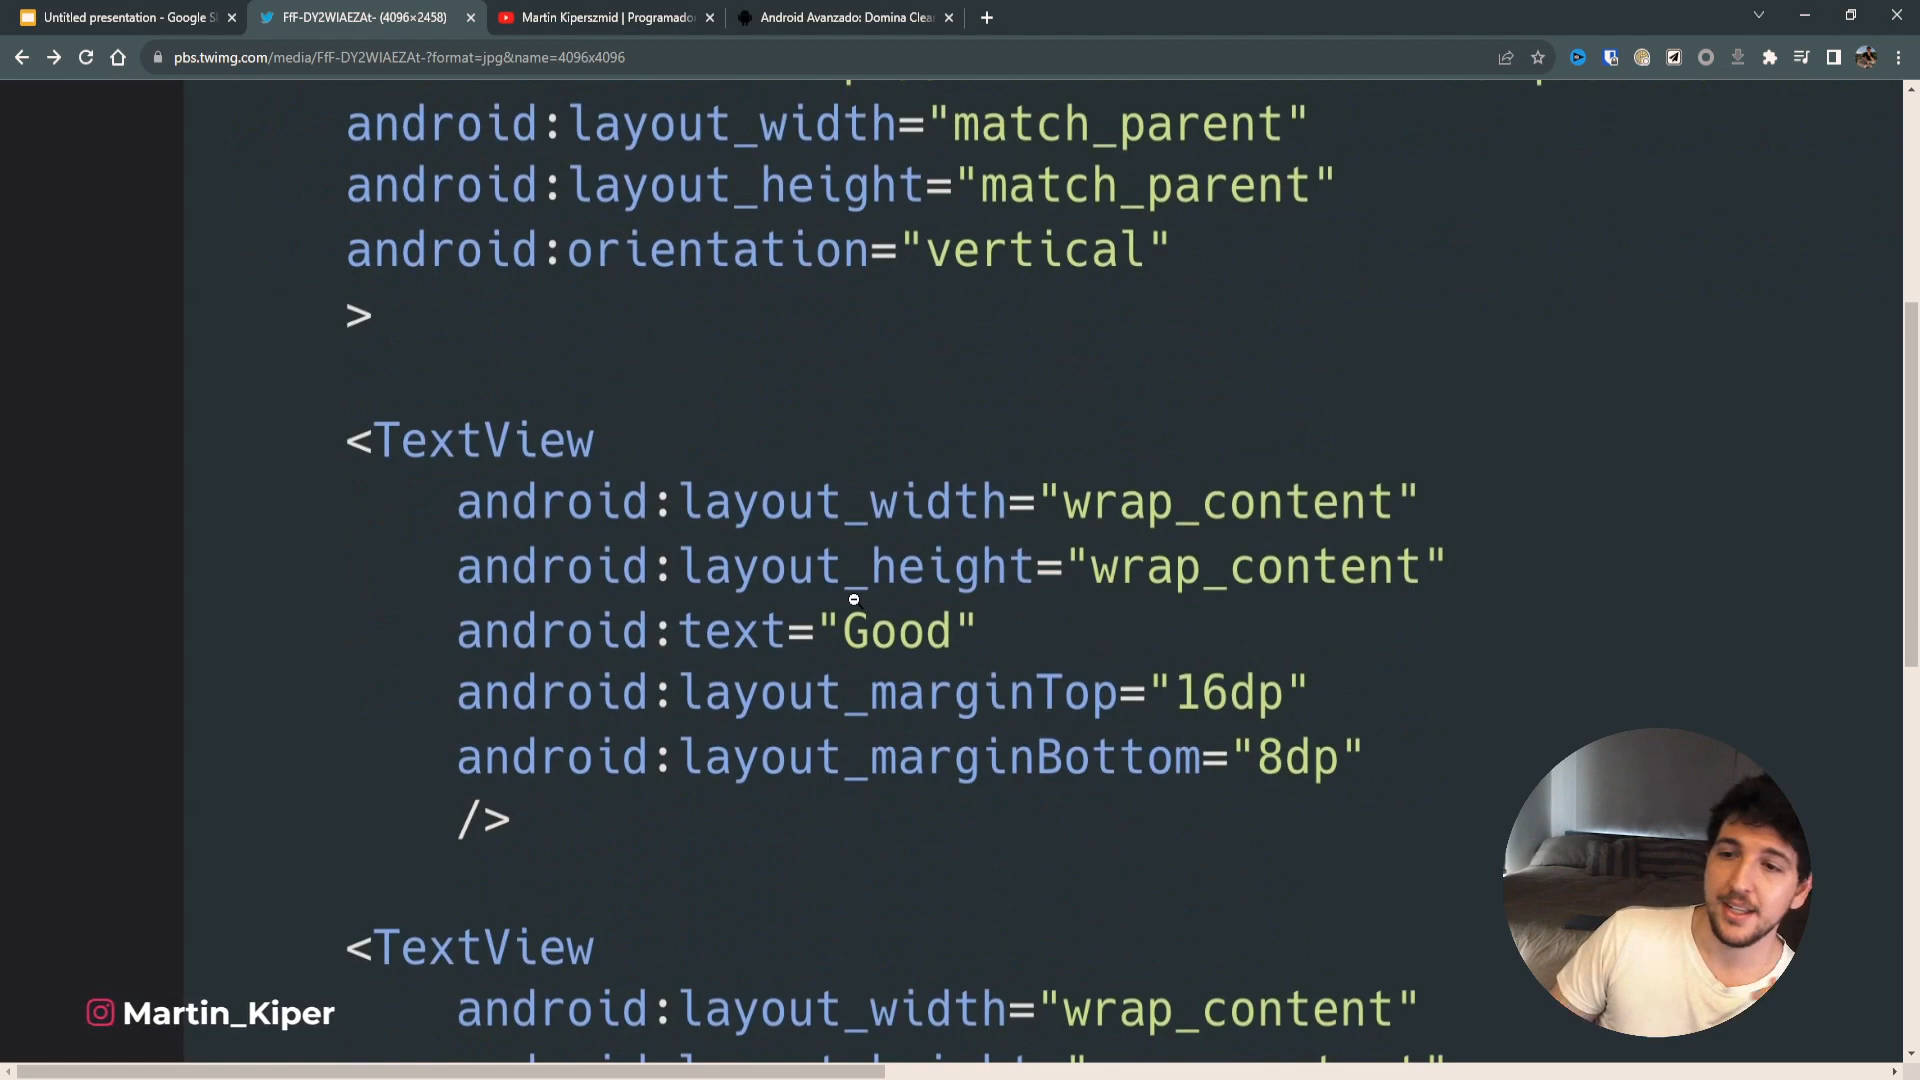 Untitled presentation - Google S
FfF-DY2WIAEZAt- (4096×2458)
Martin Kiperszmid | Programado
Android Avanzado: Domina Clea
pbs.twimg.com/media/FfF-DY2WIAEZAt-?format=jpg&name=4096x4096
android:layout_width="match_parent"
android:layout_height="match_parent"
android:orientation="vertical"
>
<TextView
android:layout_width="wrap_content"
android:layout_height="wrap_content"
android:text="Good"
android:layout_marginTop="16dp"
android:layout_marginBottom="8dp"
/>
<TextView
android:layout_width="wrap_content"
Martin_Kiper